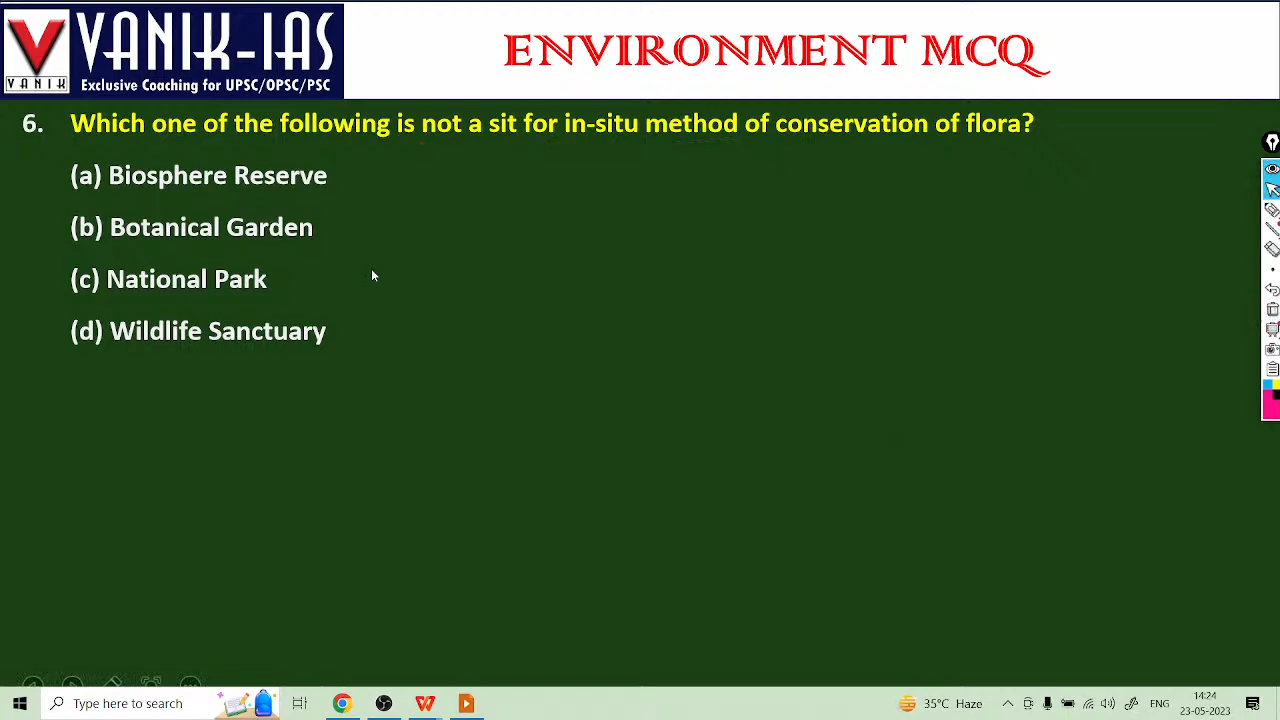 VANIK-IAS
VANIK
Exclusive Coaching for UPSC/OPSC/PSC
ENVIRONMENT MCQ
6. Which one of the following is not a sit for in-situ method of conservation of flora?
(a) Biosphere Reserve
(b) Botanical Garden
(c) National Park
(d) Wildlife Sanctuary
Type here to search
35°C Haze
ENG
14:24
23-05-2023